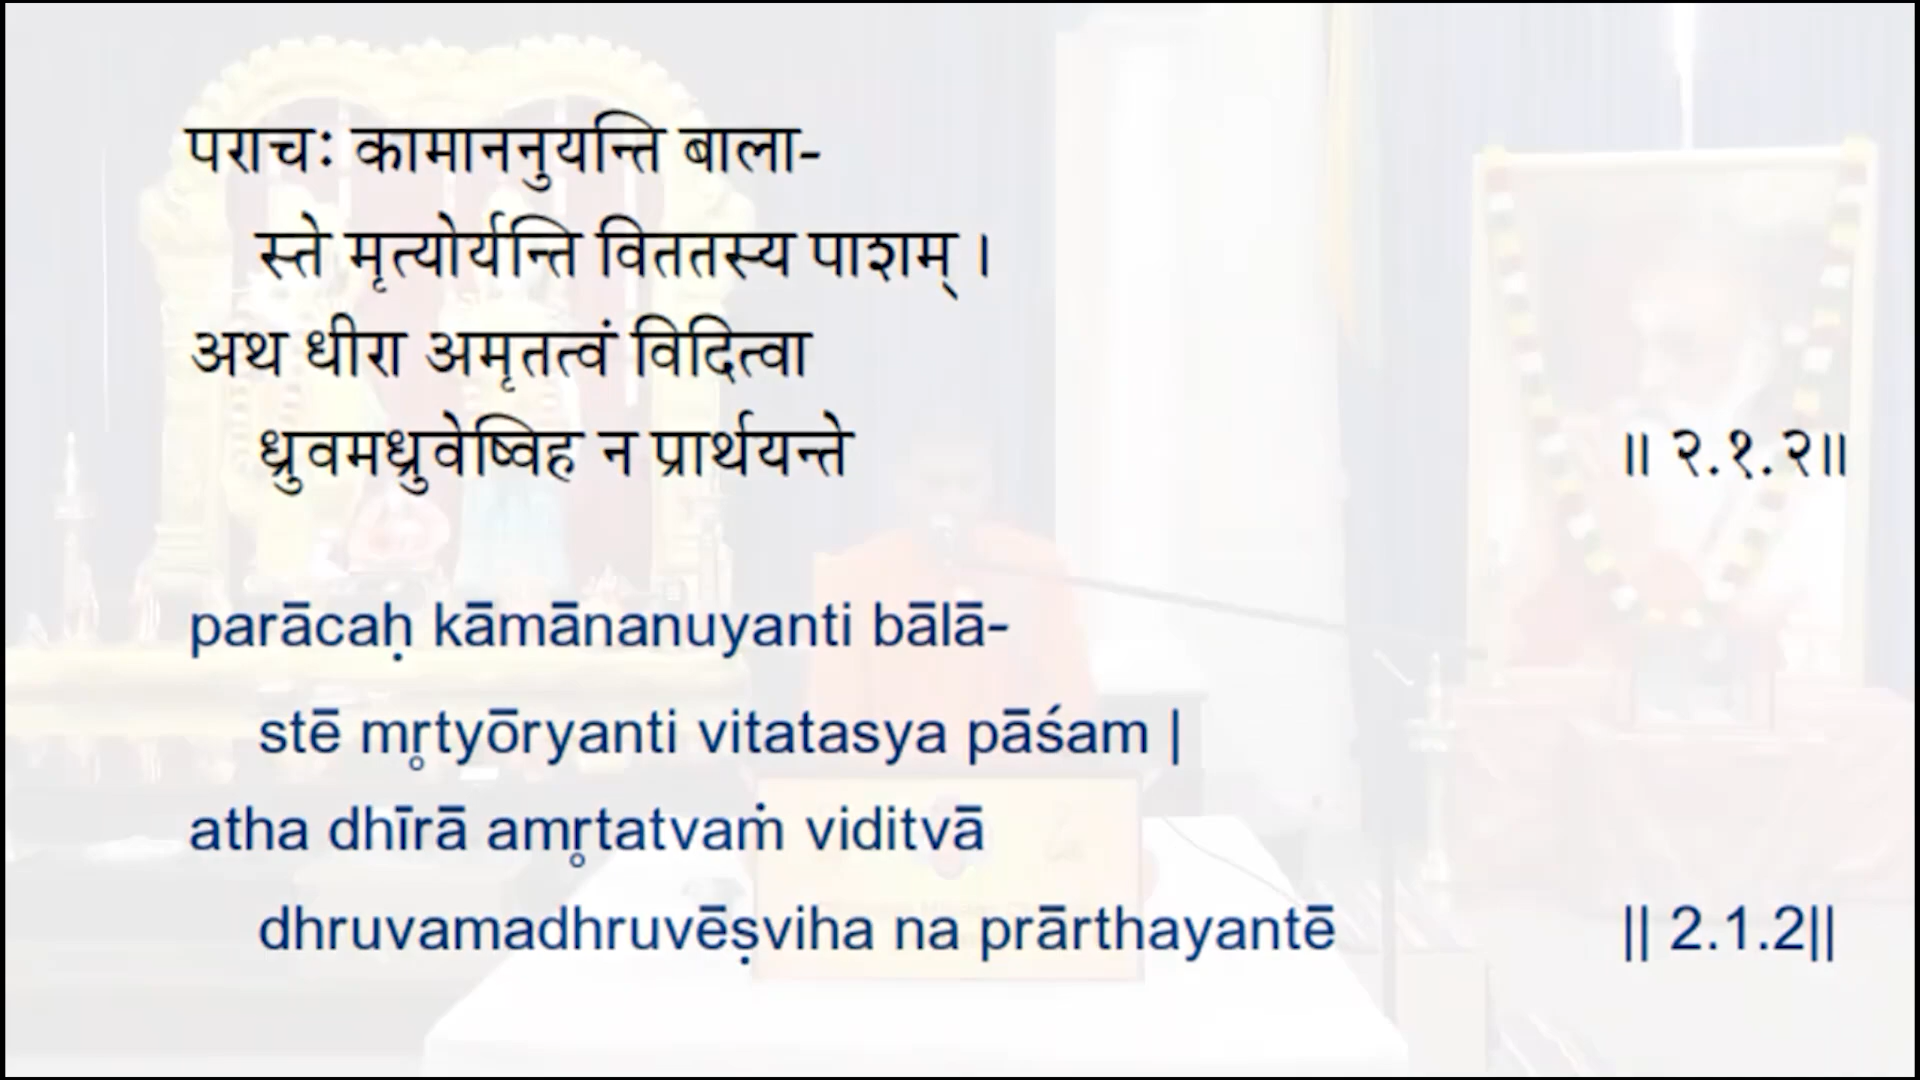 पराचः कामाननुयन्ति बाला-
स्ते मृत्योर्यन्ति विततस्य पाशम् ।
अथ धीरा अमृतत्वं विदित्वा
ध्रुवमध्रुवेष्विह न प्रार्थयन्ते ॥ २.१.२॥
parācaḥ kāmānanuyanti bālā-
stē mr̥tyōryanti vitatasya pāśam |
atha dhīrā amr̥tatvaṁ viditvā
dhruvamadhruvēṣviha na prārthayantē || 2.1.2||